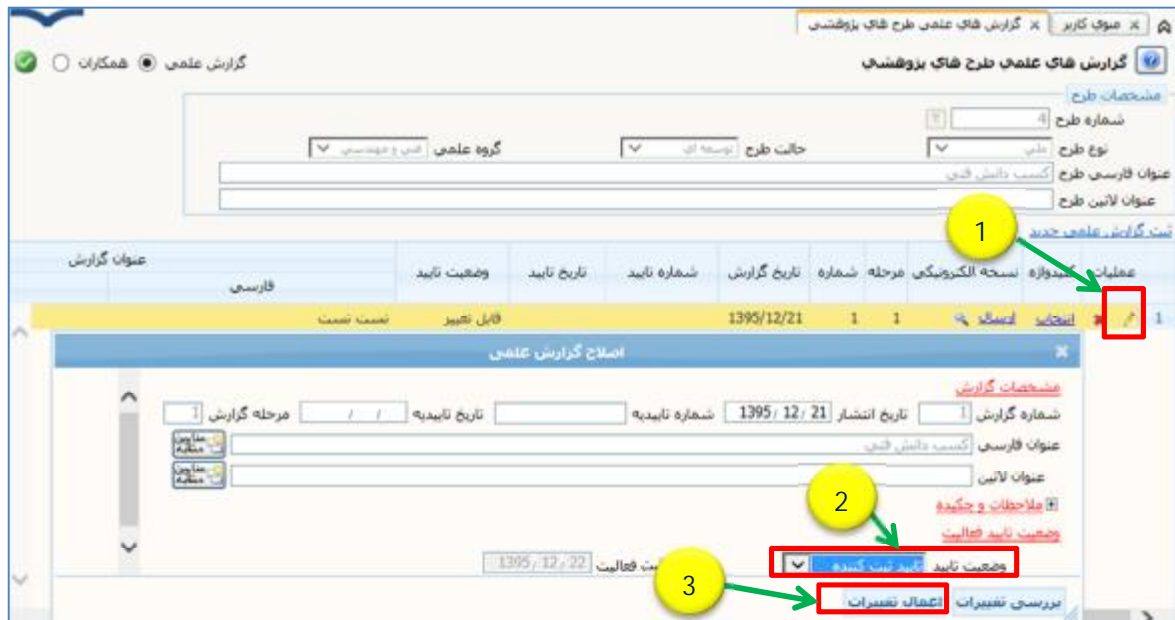 منوی کاربر × گزارش های علمی طرح های پژوهشی ×
گزارش های علمی طرح های پژوهشی گزارش علمی همکاران
مشخصات طرح
شماره طرح 4
نوع طرح ملی حالت طرح توسعه ای گروه علمی فنی و مهندسی
عنوان فارسی طرح کسب دانش فنی
عنوان لاتین طرح
1
ثبت گزارش علمی جدید
عملیات کلیدواژه نسخه الکترونیکی مرحله شماره تاریخ گزارش شماره تایید تاریخ تایید وضعیت تایید عنوان گزارش
فارسی
1 انتخاب ارسال 1 1 1395/12/21 قابل تغییر تست تست
اصلاح گزارش علمی
مشخصات گزارش
شماره گزارش 1 تاریخ انتشار 1395/12/21 شماره تاییدیه تاریخ تاییدیه / / مرحله گزارش 1
عنوان فارسی کسب دانش فنی عناوین مشابه
عنوان لاتین عناوین مشابه
2
ملاحظات و چکیده
وضعیت تایید فعالیت
وضعیت تایید تایید ثبت کننده فعالیت 1395/12/22
3
بررسی تغییرات اعمال تغییرات